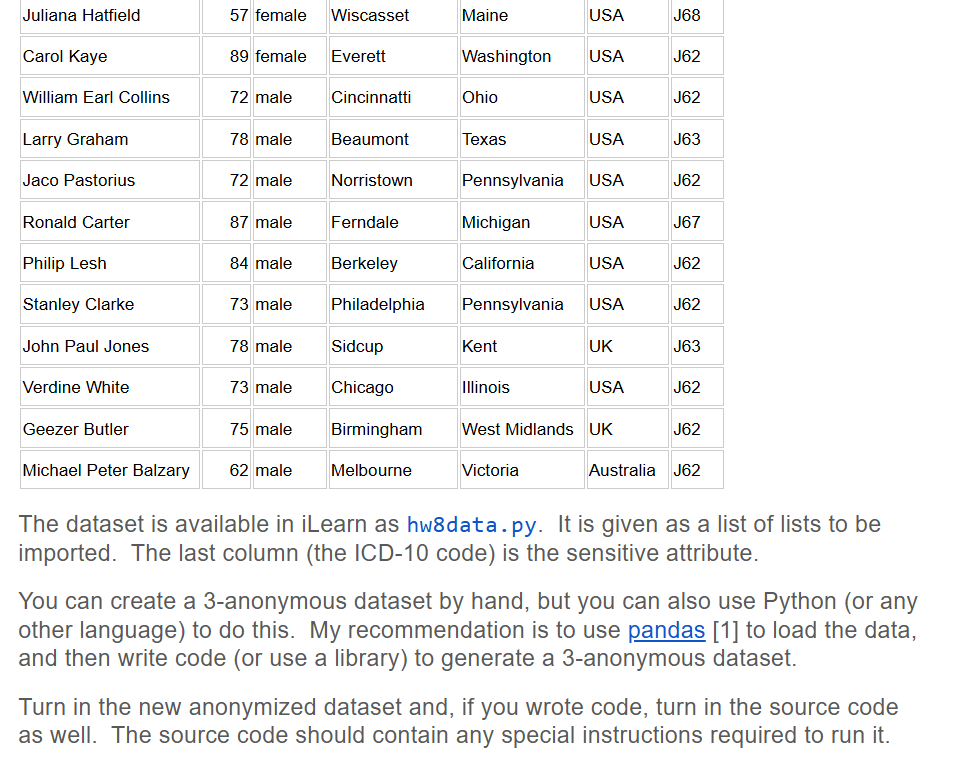 Juliana Hatfield 57 female Wiscasset Maine USA J68
Carol Kaye 89 female Everett Washington USA J62
William Earl Collins 72 male Cincinnatti Ohio USA J62
Larry Graham 78 male Beaumont Texas USA J63
Jaco Pastorius 72 male Norristown Pennsylvania USA J62
Ronald Carter 87 male Ferndale Michigan USA J67
Philip Lesh 84 male Berkeley California USA J62
Stanley Clarke 73 male Philadelphia Pennsylvania USA J62
John Paul Jones 78 male Sidcup Kent UK J63
Verdine White 73 male Chicago Illinois USA J62
Geezer Butler 75 male Birmingham West Midlands UK J62
Michael Peter Balzary 62 male Melbourne Victoria Australia J62
The dataset is available in iLearn as hw8data.py. It is given as a list of lists to be
imported. The last column (the ICD-10 code) is the sensitive attribute.
You can create a 3-anonymous dataset by hand, but you can also use Python (or any
other language) to do this. My recommendation is to use pandas [1] to load the data,
and then write code (or use a library) to generate a 3-anonymous dataset.
Turn in the new anonymized dataset and, if you wrote code, turn in the source code
as well. The source code should contain any special instructions required to run it.